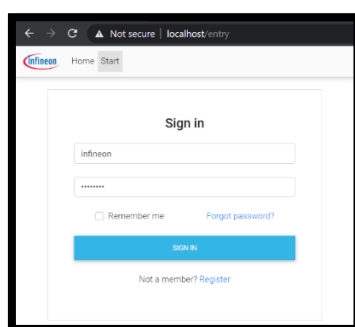 Not secure | localhost/entry
infineon Home Start
Sign in
infineon
••••••••
Remember me Forgot password?
SIGN IN
Not a member? Register